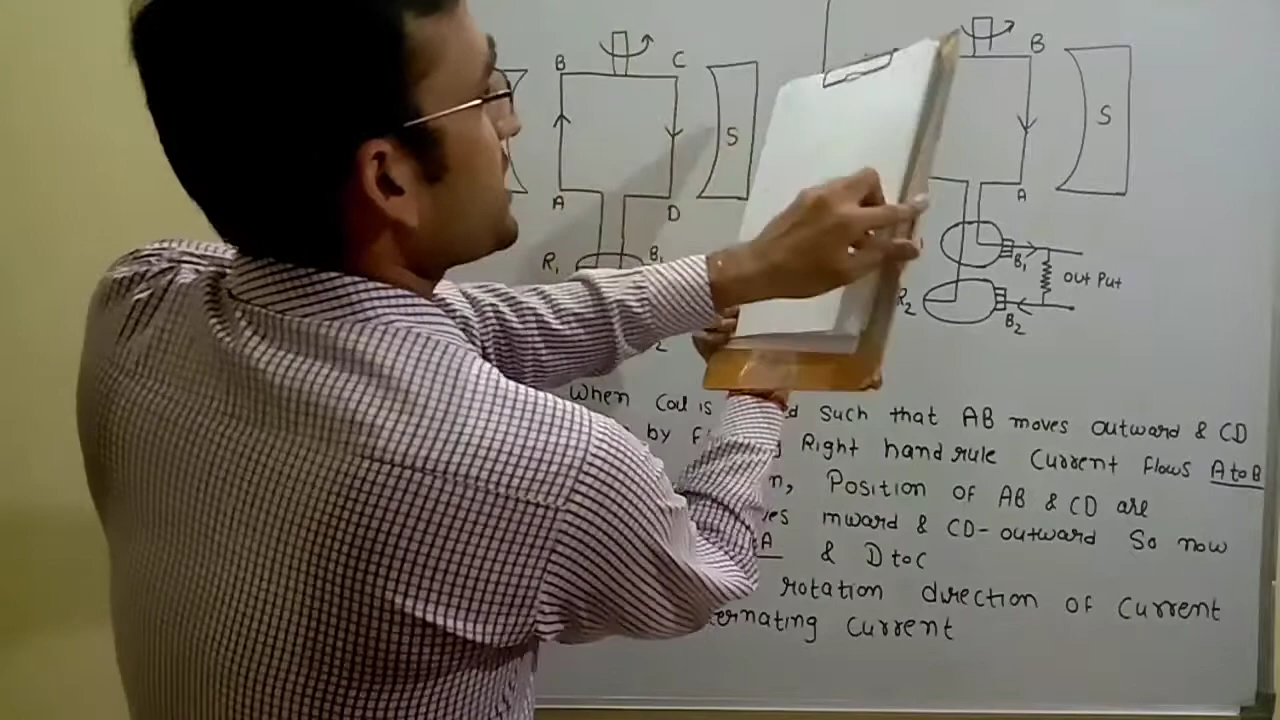 B C
S
A D
R₁ B₁
2
B
S
A
B₁ Out Put
R₂ B₂
When Coil is d Such that AB moves outward & CD
by Right hand rule Current Flows A to B
n, Position of AB & CD are
ves inward & CD- outward So now
A & D to C
rotation direction of Current
ernating Current